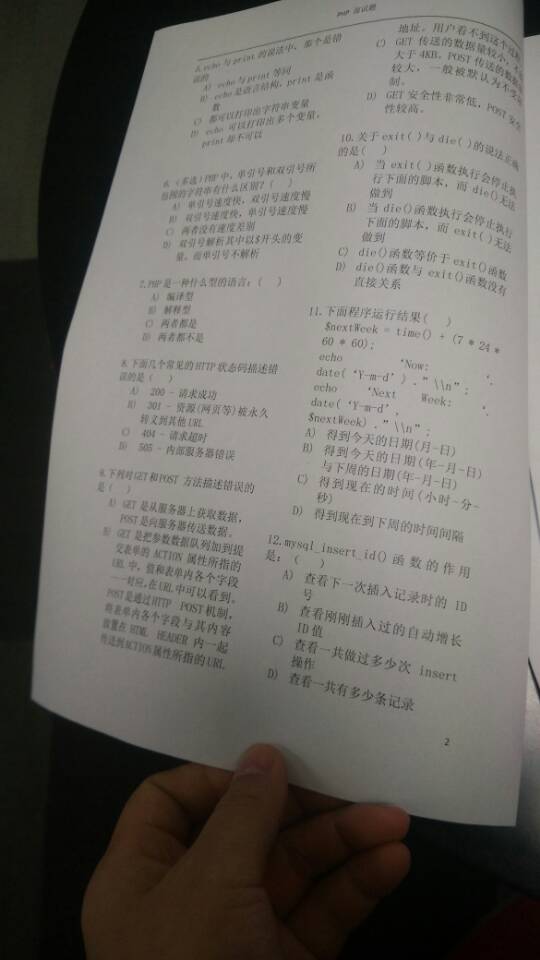 PHP 面试题
5.echo 与 print 的说法中，那个是错
误的
A) echo 与 print 等同
B) echo 是语言结构，print 是函
数
C) 都可以打印出字符串变量
D) echo 可以打印出多个变量，
print 却不可以
6.（多选）PHP 中，单引号和双引号所
包围的字符串有什么区别？（ ）
A) 单引号速度快，双引号速度慢
B) 双引号速度快，单引号速度慢
C) 两者没有速度差别
D) 双引号解析其中以$开头的变
量，而单引号不解析
7.PHP 是一种什么型的语言：（ ）
A) 编译型
B) 解释型
C) 两者都是
D) 两者都不是
8.下面几个常见的 HTTP 状态码描述错
误的是（ ）
A) 200 - 请求成功
B) 301 - 资源(网页等)被永久
转义到其他 URL
C) 404 - 请求超时
D) 505 - 内部服务器错误
9.下列对 GET 和 POST 方法描述错误的
是（ ）
A) GET 是从服务器上获取数据，
POST 是向服务器传送数据。
B) GET 是把参数数据队列加到提
交表单的 ACTION 属性所指的
URL 中，值和表单内各个字段
一一对应，在 URL 中可以看到。
POST 是通过 HTTP POST 机制，
将表单内各个字段与其内容
放置在 HTML HEADER 内一起
传送到 ACTION 属性所指的 URL
地址。用户看不到这个过程
C) GET 传送的数据量较小，不
大于 4KB。POST 传送的数据
较大，一般被默认为不受
制。
D) GET 安全性非常低，POST 安全
性较高。
10.关于 exit( )与 die( )的说法正确
的是( )
A) 当 exit( )函数执行会停止执
行下面的脚本，而 die()无法
做到
B) 当 die()函数执行会停止执行
下面的脚本，而 exit( )无法
做到
C) die()函数等价于 exit()函数
D) die()函数与 exit()函数没有
直接关系
11.下面程序运行结果( )
$nextWeek = time() + (7 * 24 *
60 * 60);
echo ‘Now: ‘.
date(‘Y-m-d’) .”\\n”;
echo ‘Next Week: ‘.
date(‘Y-m-d’,
$nextWeek) .”\\n”;
A) 得到今天的日期(月-日)
B) 得到今天的日期(年-月-日)
与下周的日期(年-月-日)
C) 得到现在的时间(小时-分-
秒)
D) 得到现在到下周的时间间隔
12.mysql_insert_id() 函数的作用
是：（ ）
A) 查看下一次插入记录时的 ID
号
B) 查看刚刚插入过的自动增长
ID 值
C) 查看一共做过多少次 insert
操作
D) 查看一共有多少条记录
2